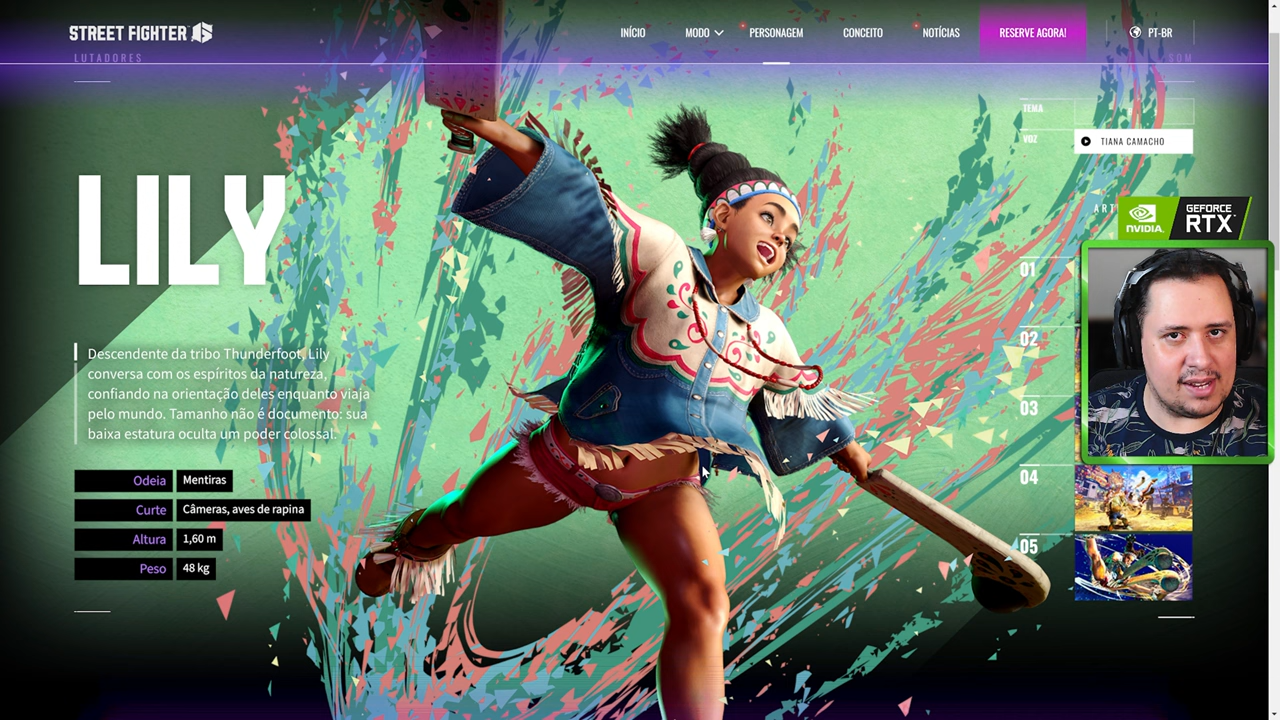 STREET FIGHTER 6
INÍCIO
MODO
PERSONAGEM
CONCEITO
NOTÍCIAS
RESERVE AGORA!
PT-BR
LUTADORES
SOM
TEMA
VOZ
TIANA CAMACHO
LILY
NVIDIA.
GEFORCE
RTX
01
02
03
04
05
Descendente da tribo Thunderfoot, Lily
conversa com os espíritos da natureza,
confiando na orientação deles enquanto viaja
pelo mundo. Tamanho não é documento: sua
baixa estatura oculta um poder colossal.
Odeia Mentiras
Curte Câmeras, aves de rapina
Altura 1,60 m
Peso 48 kg